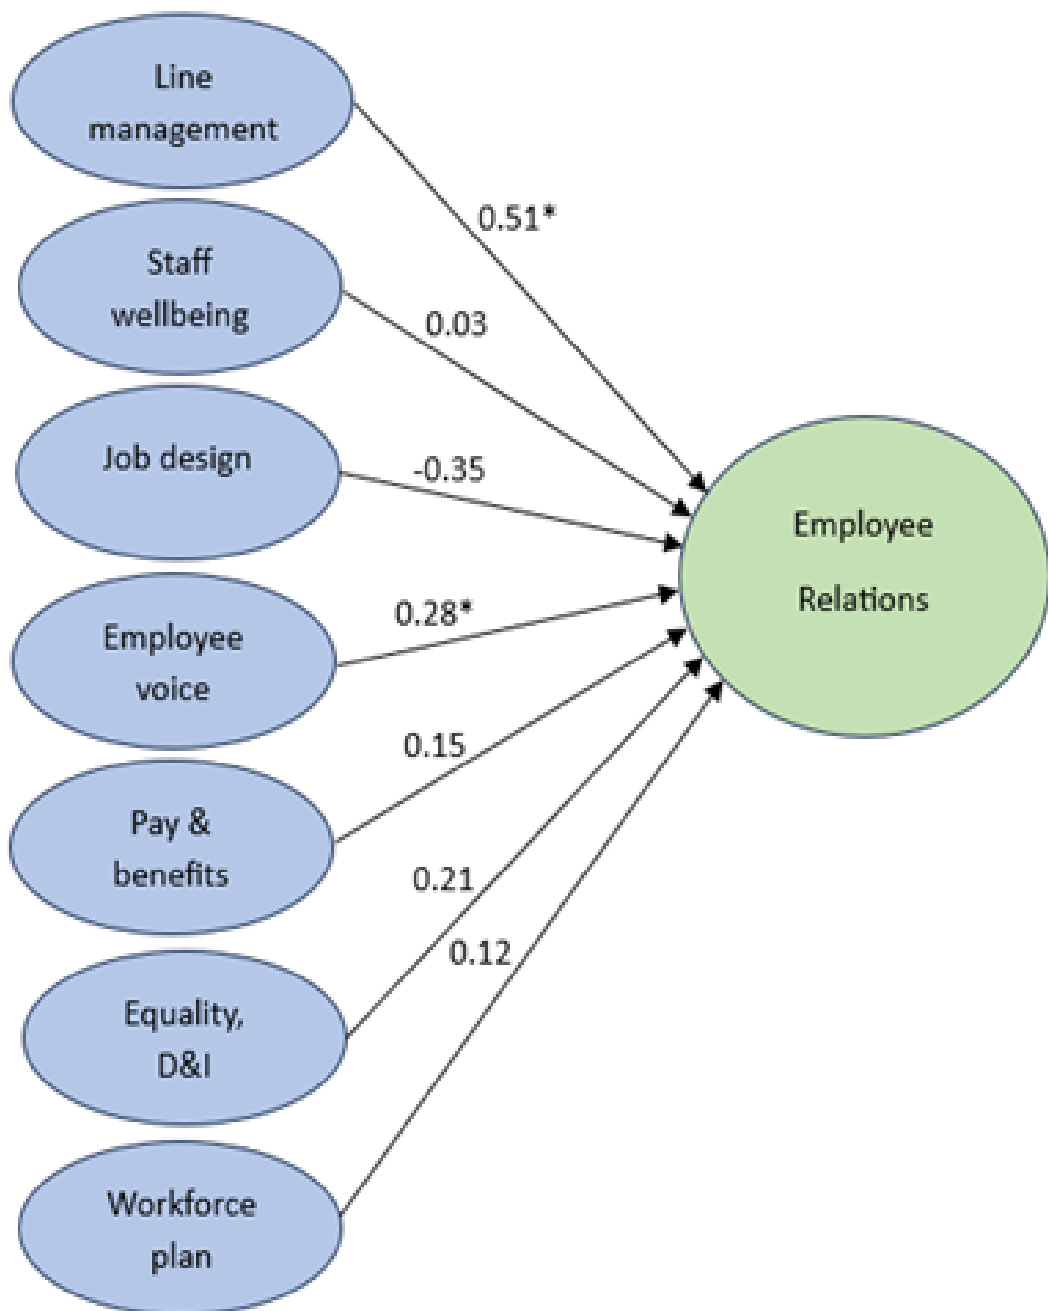 Line
management
0.51*
Staff
wellbeing
0.03
Job design
-0.35
Employee
Relations
Employee
voice
0.28*
Pay &
benefits
0.15
Equality,
D&I
0.21
0.12
Workforce
plan